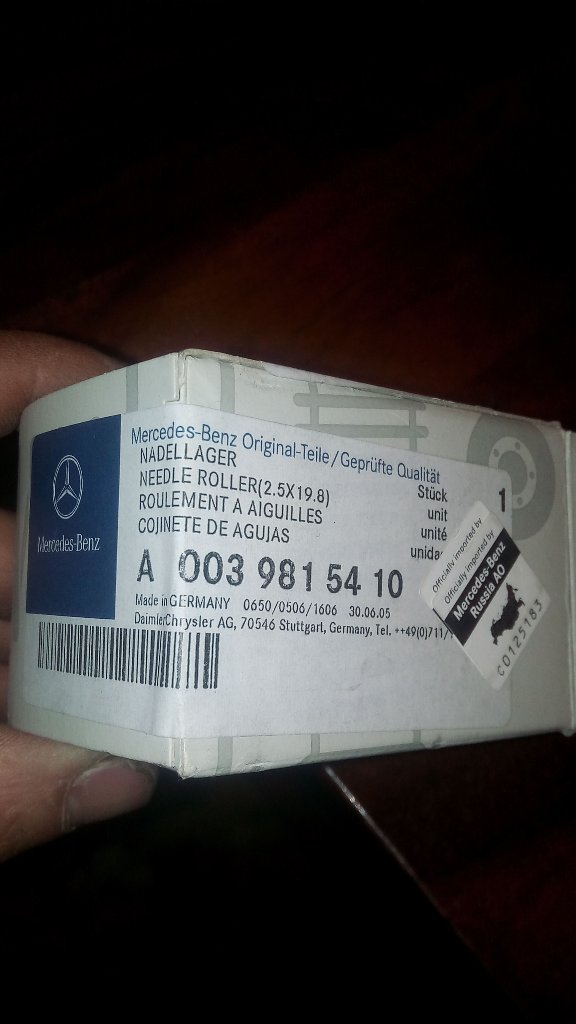 Mercedes-Benz
Mercedes-Benz Original-Teile/Geprüfte Qualität
NADELLAGER
NEEDLE ROLLER(2.5X19.8)
ROULEMENT A AIGUILLES
COJINETE DE AGUJAS
Stück
unit
unité
unidad
1
A 003 981 54 10
Made in GERMANY 0650/0506/1606 30.06.05
DaimlerChrysler AG, 70546 Stuttgart, Germany, Tel. ++49(0)711/
Officially imported by
Officially imported by
Mercedes-Benz
Russia AO
C0125183